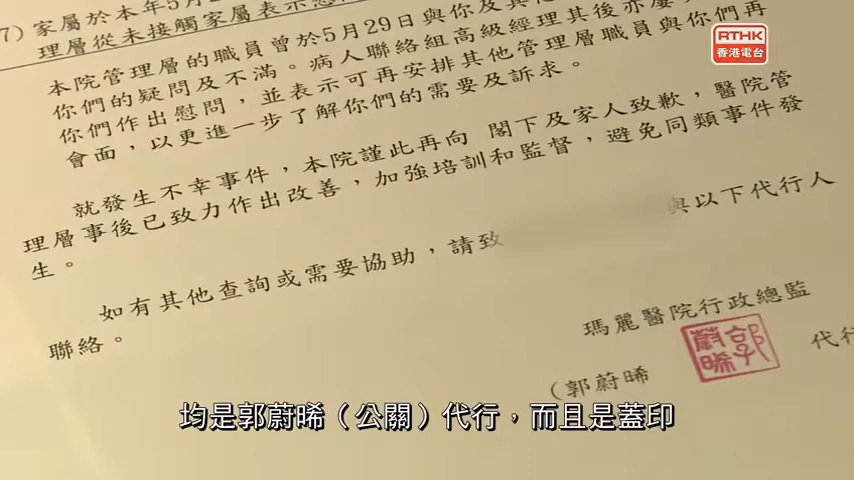 7) 家屬於本年5月2
理層從未接觸家屬表示
本院管理層的職員曾於5月29日與你及其
你們的疑問及不滿。病人聯絡組高級經理其後亦屢
你們作出慰問，並表示可再安排其他管理層職員與你們再
會面，以更進一步了解你們的需要及訴求。
就發生不幸事件，本院謹此再向 閣下及家人致歉，醫院管
理層事後已致力作出改善，加強培訓和監督，避免同類事件發
生。
如有其他查詢或需要協助，請致 與以下代行人
聯絡。
瑪麗醫院行政總監
(郭蔚晞 代行
郭蔚晞
RTHK
香港電台
均是郭蔚晞（公關）代行，而且是蓋印